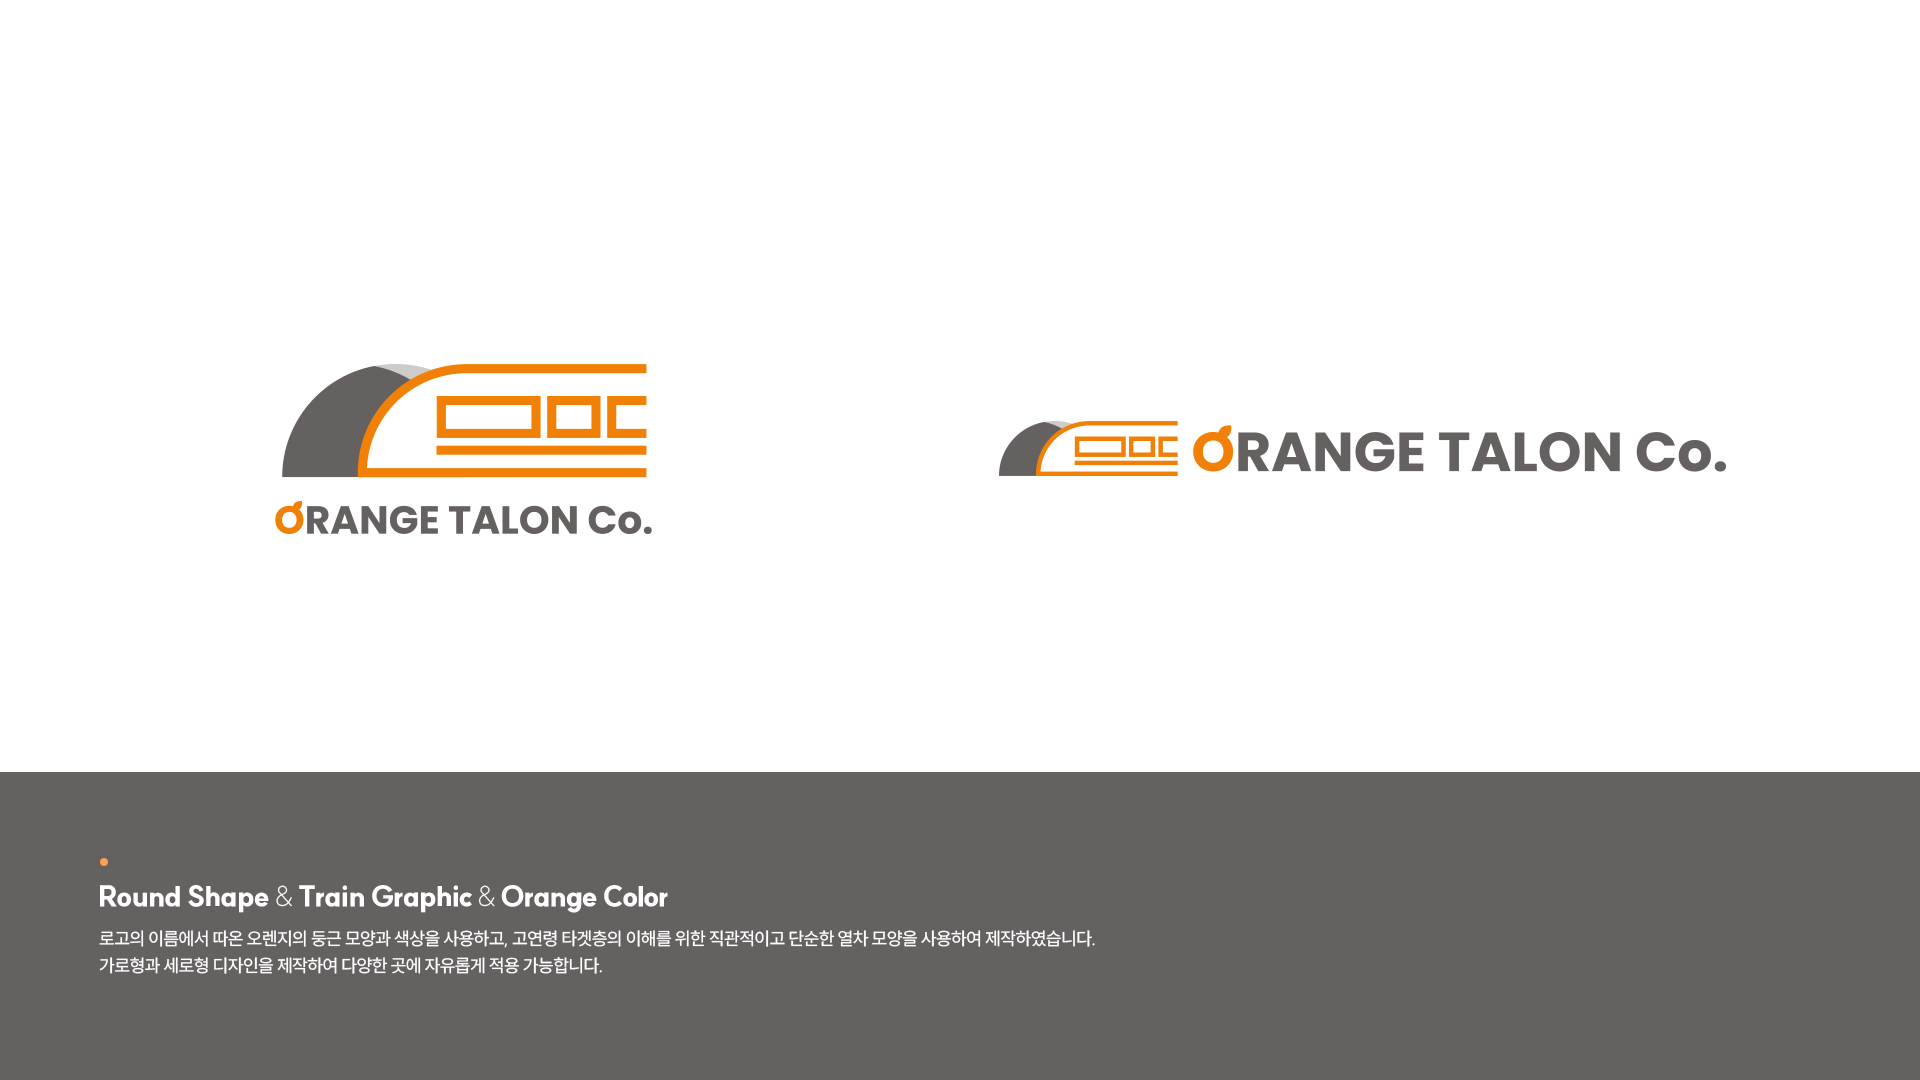 ORANGE TALON Co.
ORANGE TALON Co.
Round Shape & Train Graphic & Orange Color
로고의 이름에서 따온 오렌지의 둥근 모양과 색상을 사용하고, 고연령 타겟층의 이해를 위한 직관적이고 단순한 열차 모양을 사용하여 제작하였습니다.
가로형과 세로형 디자인을 제작하여 다양한 곳에 자유롭게 적용 가능합니다.